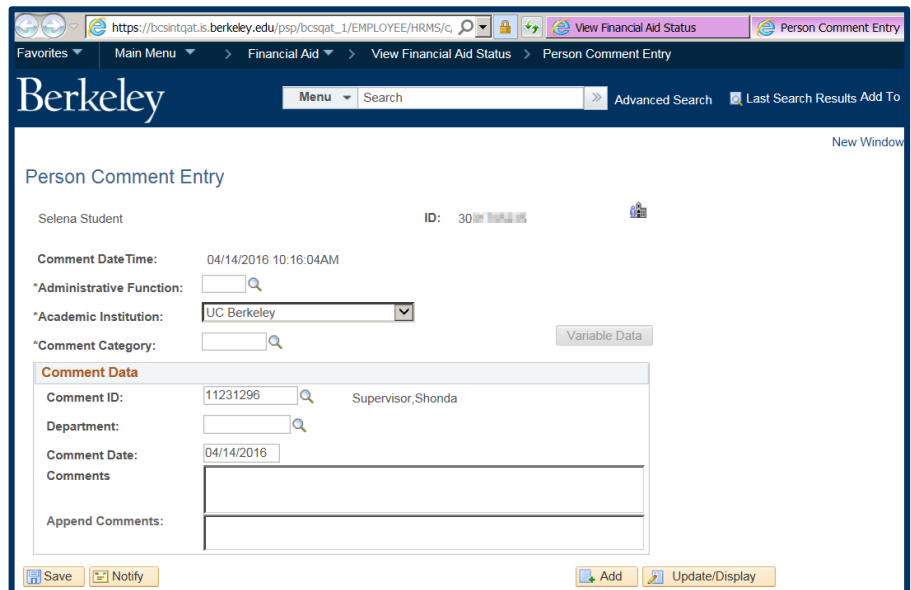 https://bcsintqat.is.berkeley.edu/psp/bcsqat_1/EMPLOYEE/HRMS/c, View Financial Aid Status Person Comment Entry
Favorites Main Menu > Financial Aid > View Financial Aid Status > Person Comment Entry
Berkeley Menu Search » Advanced Search Last Search Results Add To
New Window
Person Comment Entry
Selena Student ID: 30
Comment DateTime: 04/14/2016 10:16:04AM
*Administrative Function:
*Academic Institution: UC Berkeley
*Comment Category: Variable Data
Comment Data
Comment ID: 11231296 Supervisor,Shonda
Department:
Comment Date: 04/14/2016
Comments
Append Comments:
Save Notify Add Update/Display